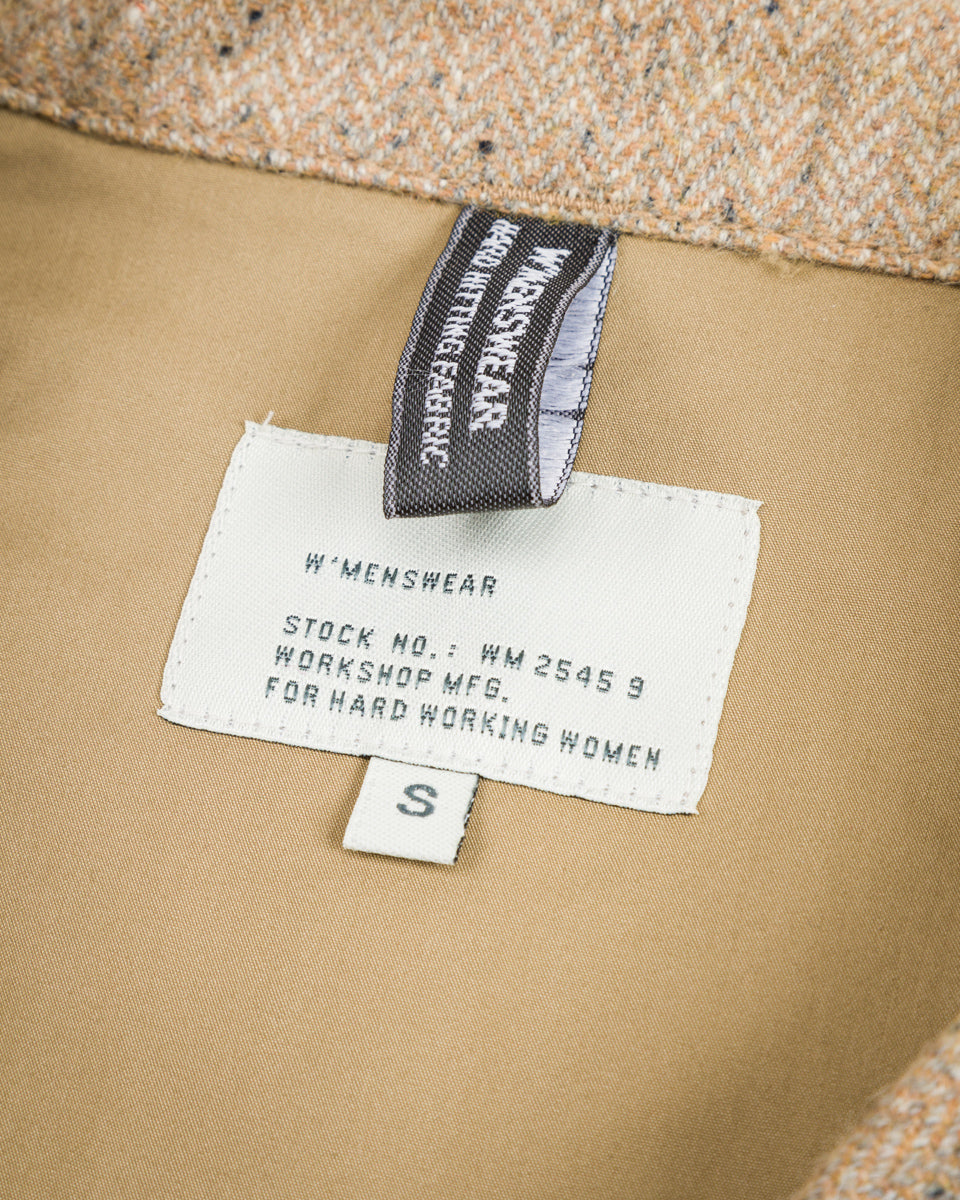 W'MENSWEAR
HARD HITTING FABRIC
W'MENSWEAR
STOCK NO.: WM 2545 9
WORKSHOP MFG.
FOR HARD WORKING WOMEN
S